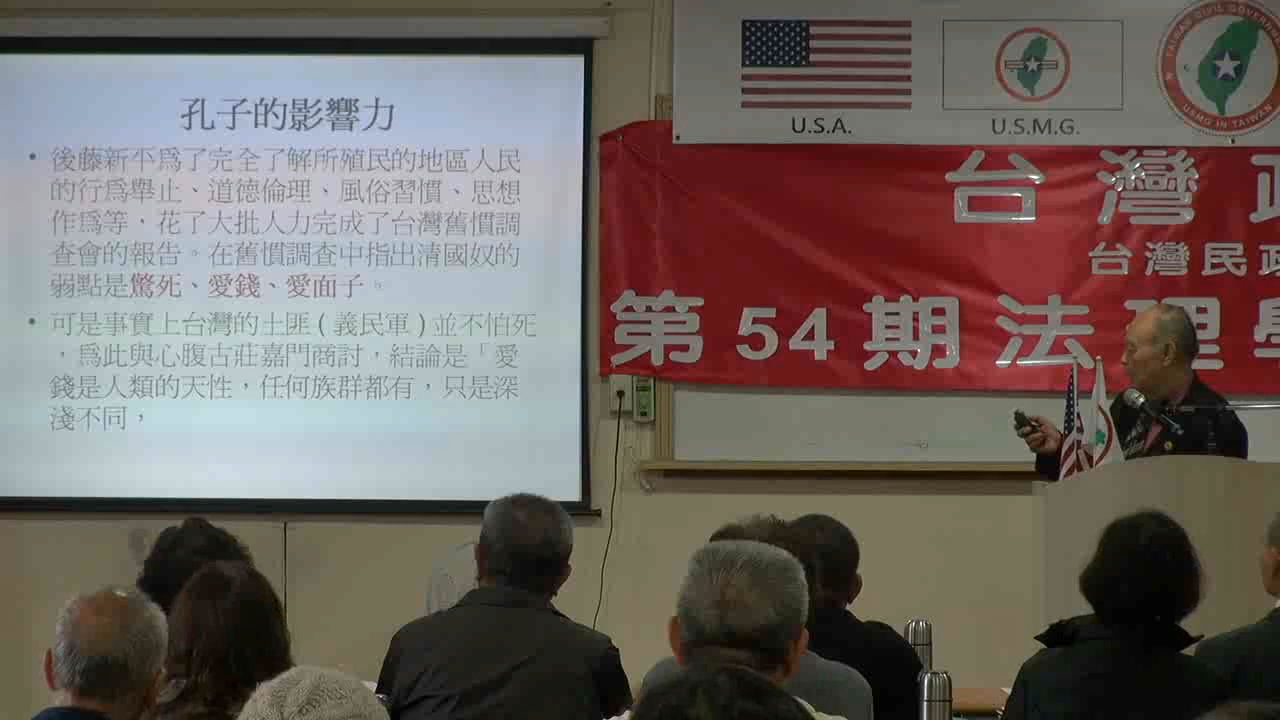 孔子的影響力
• 後藤新平為了完全了解所殖民的地區人民
的行為舉止、道德倫理、風俗習慣、思想
作為等，花了大批人力完成了台灣舊慣調
查會的報告。在舊慣調查中指出清國奴的
弱點是驚死、愛錢、愛面子。
• 可是事實上台灣的土匪(義民軍)並不怕死
，為此與心腹古莊嘉門商討，結論是「愛
錢是人類的天性，任何族群都有，只是深
淺不同，
U.S.A.
U.S.M.G.
TAIWAN CIVIL GOVERNMENT
USMG IN TAIWAN
台灣政
台灣民政
第54期法理學